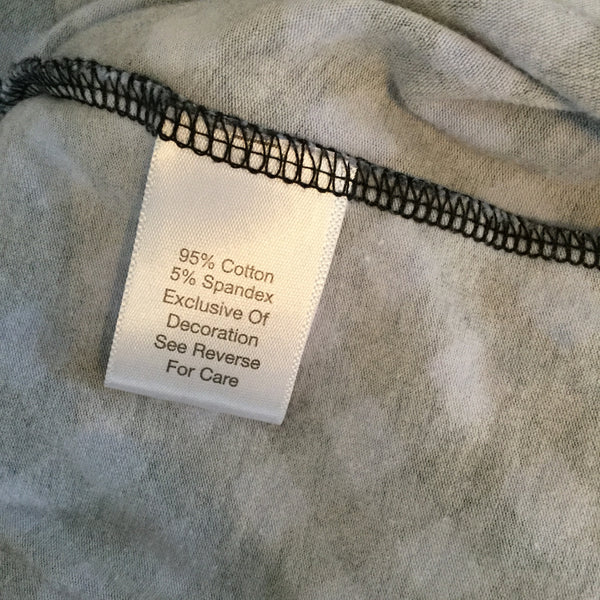 95% Cotton
5% Spandex
Exclusive Of
Decoration
See Reverse
For Care